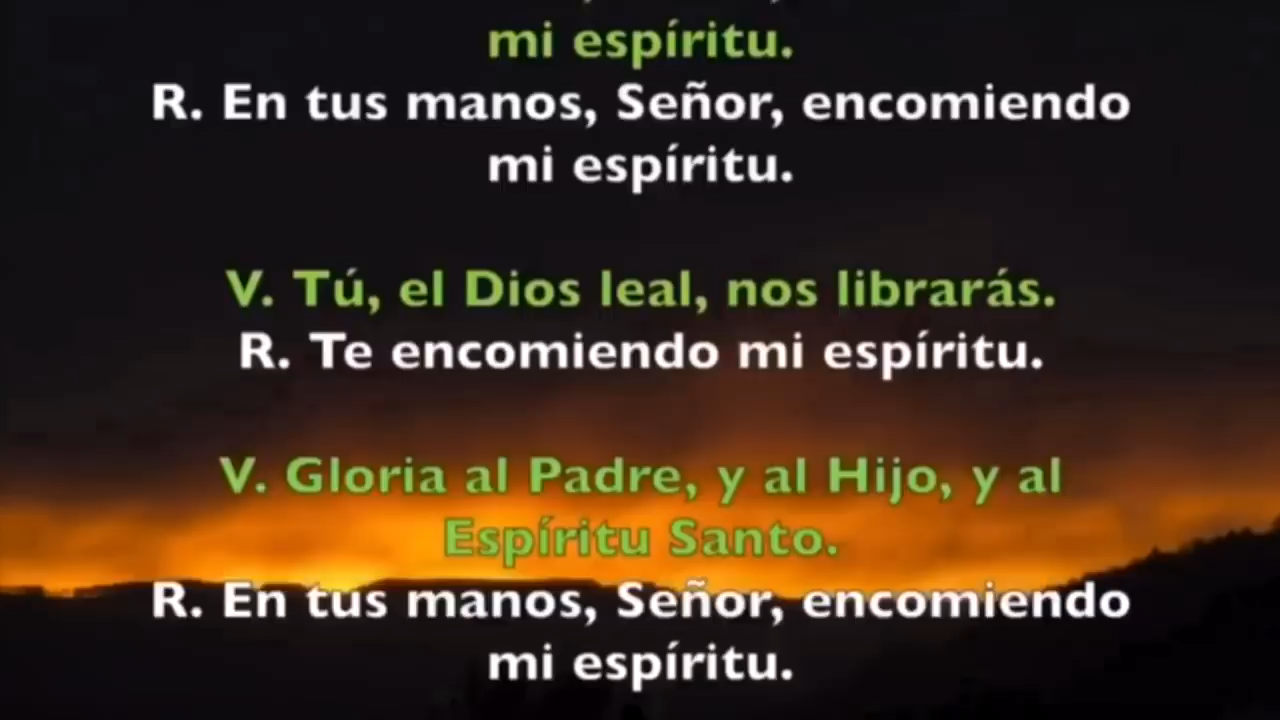 mi espíritu.
R. En tus manos, Señor, encomiendo
mi espíritu.
V. Tú, el Dios leal, nos librarás.
R. Te encomiendo mi espíritu.
V. Gloria al Padre, y al Hijo, y al
Espíritu Santo.
R. En tus manos, Señor, encomiendo
mi espíritu.